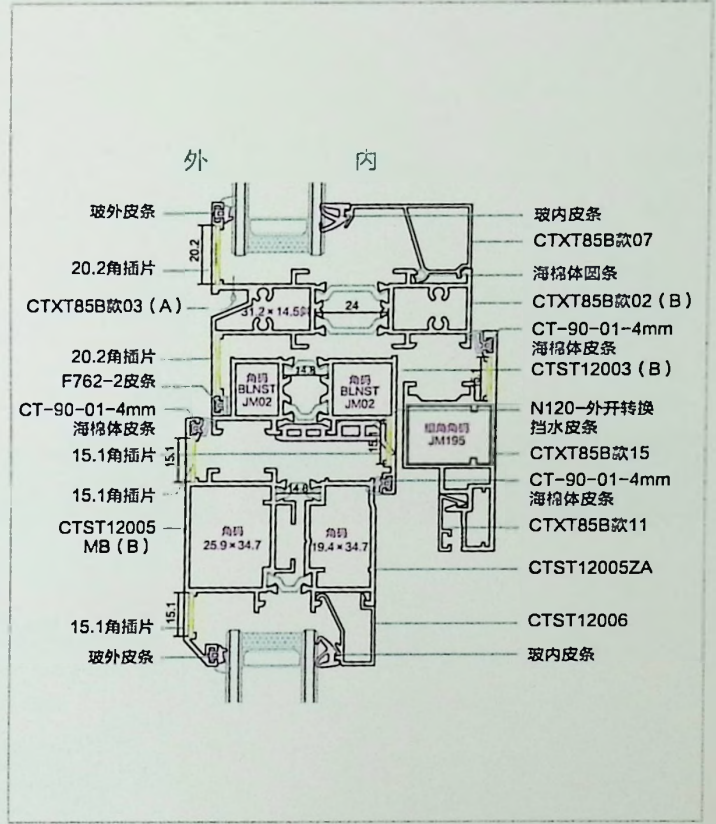 外 内
玻外皮条
20.2
20.2角插片
CTXT85B款03（A）
20.2角插片
F762-2皮条
CT-90-01-4mm
海棉体皮条
15.1角插片
15.1角插片
CTST12005
MB（B）
15.1角插片
玻外皮条
31.2×14.5
24
14.8
角码
BLNST
JM02
角码
BLNST
JM02
组角角码
JM195
15.1
14.8
角码
25.9×34.7
角码
19.4×34.7
15.1
玻内皮条
CTXT85B款07
海棉体圆条
CTXT85B款02（B）
CT-90-01-4mm
海棉体皮条
CTST12003（B）
N120-外开转换
挡水皮条
CTXT85B款15
CT-90-01-4mm
海棉体皮条
CTXT85B款11
CTST12005ZA
CTST12006
玻内皮条